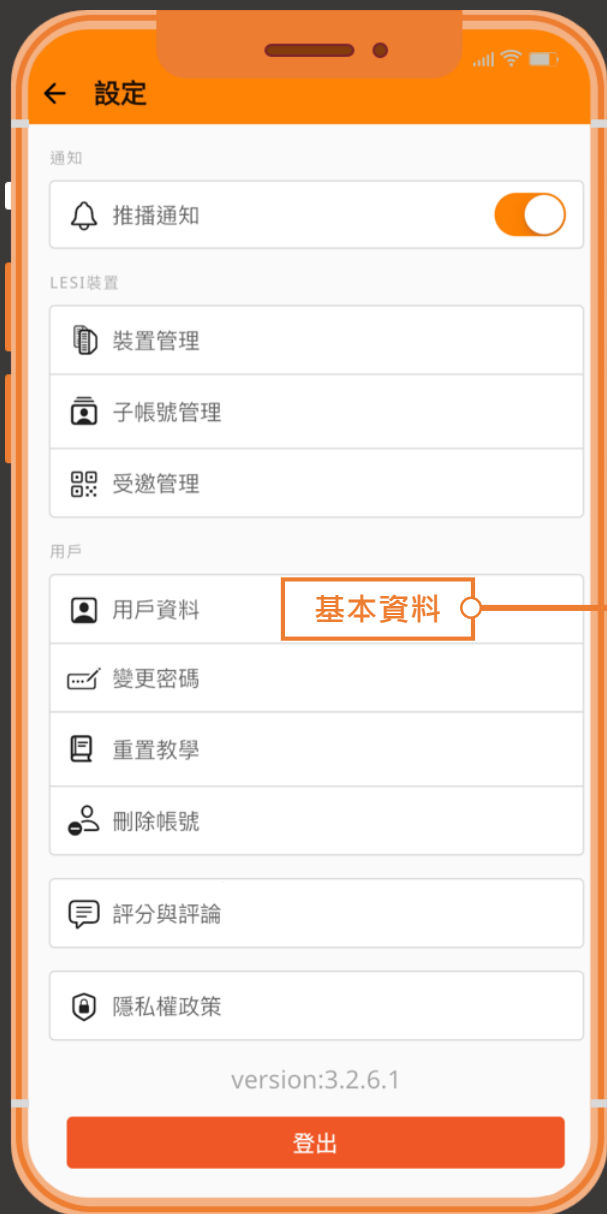 設定
通知
推播通知
LESI裝置
裝置管理
子帳號管理
受邀管理
用戶
用戶資料 基本資料
變更密碼
重置教學
刪除帳號
評分與評論
隱私權政策
version:3.2.6.1
登出